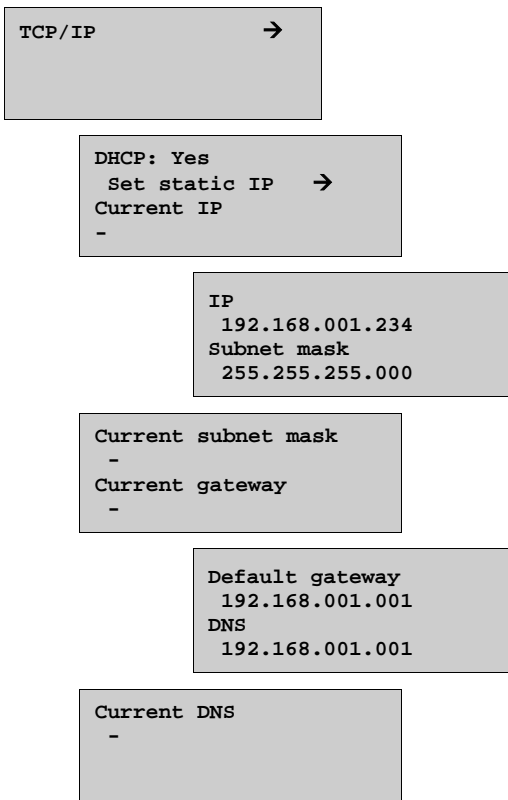 TCP/IP →
DHCP: Yes
Set static IP →
Current IP
-
IP
192.168.001.234
Subnet mask
255.255.255.000
Current subnet mask
-
Current gateway
-
Default gateway
192.168.001.001
DNS
192.168.001.001
Current DNS
-